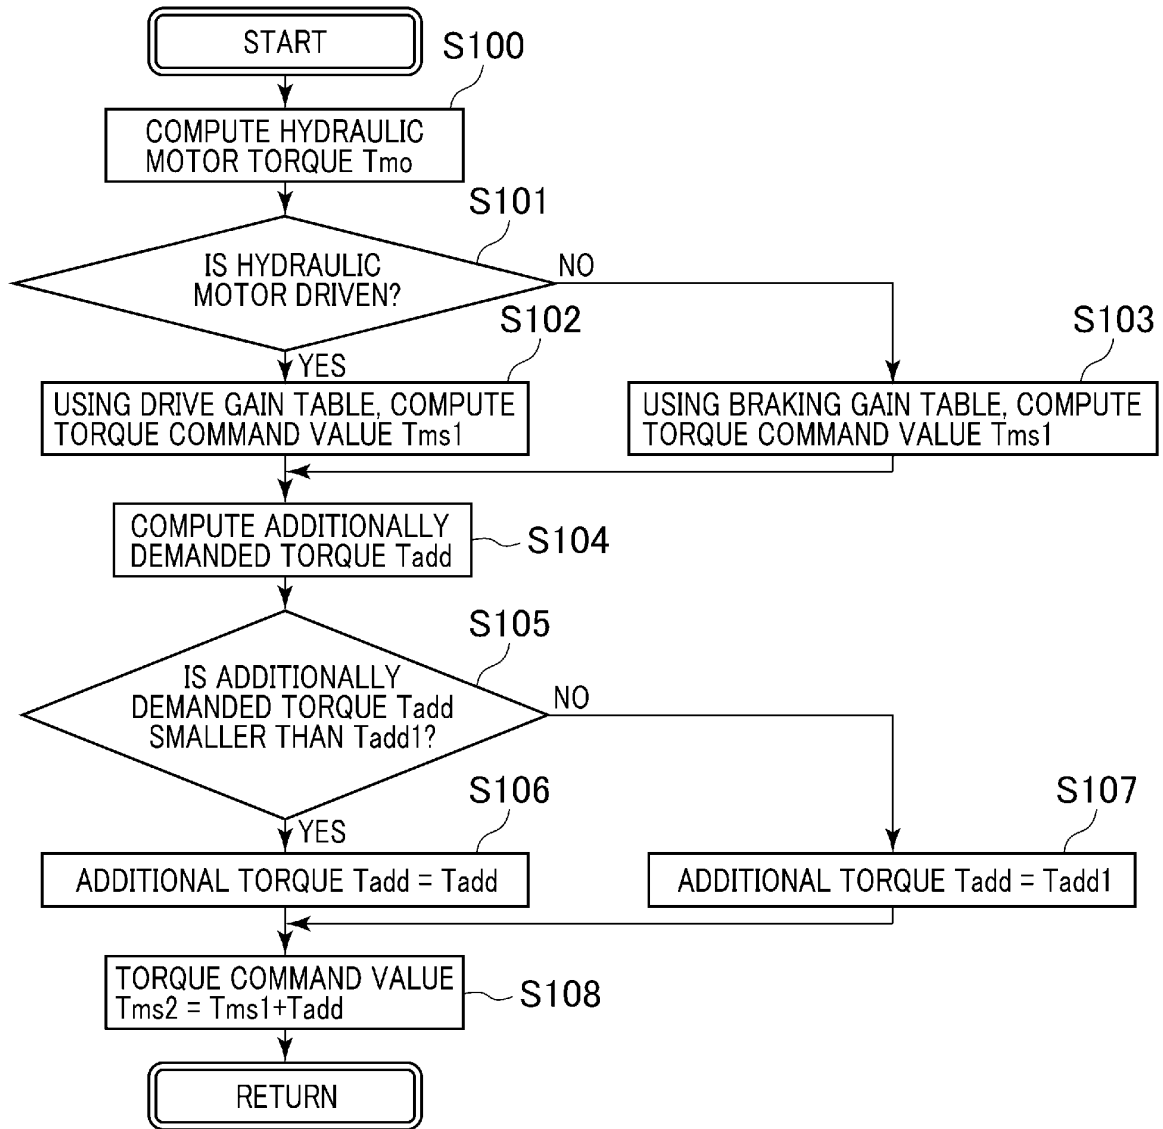 START
S100
COMPUTE HYDRAULIC
MOTOR TORQUE Tmo
S101
IS HYDRAULIC
MOTOR DRIVEN?
NO
YES
S102
USING DRIVE GAIN TABLE, COMPUTE
TORQUE COMMAND VALUE Tms1
S103
USING BRAKING GAIN TABLE, COMPUTE
TORQUE COMMAND VALUE Tms1
COMPUTE ADDITIONALLY
DEMANDED TORQUE Tadd
S104
S105
IS ADDITIONALLY
DEMANDED TORQUE Tadd
SMALLER THAN Tadd1?
NO
YES
S106
ADDITIONAL TORQUE Tadd = Tadd
S107
ADDITIONAL TORQUE Tadd = Tadd1
TORQUE COMMAND VALUE
Tms2 = Tms1+Tadd
S108
RETURN